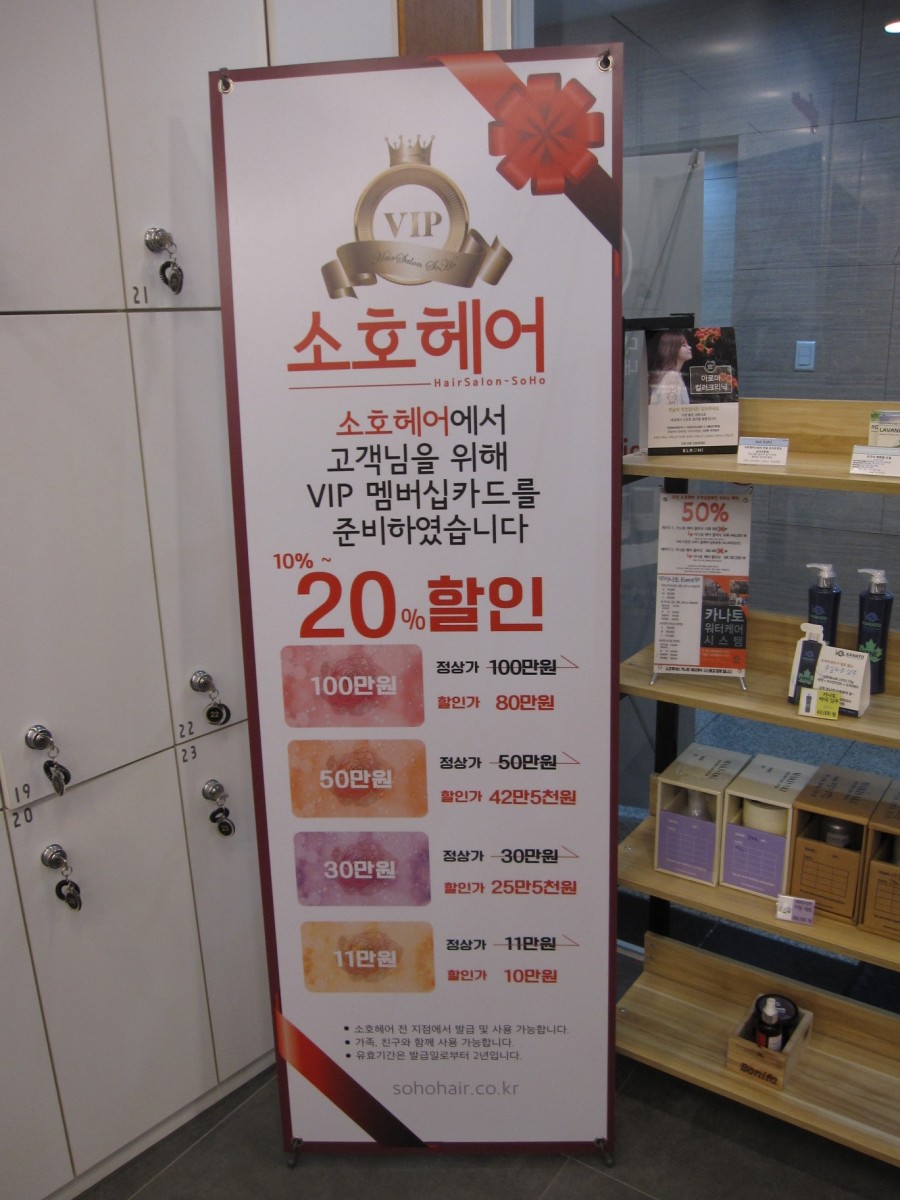 VIP
HairSalon SoHo
소호헤어
HairSalon-SoHo
소호헤어에서
고객님을 위해
VIP 멤버십카드를
준비하였습니다
10% ~
20% 할인
100만원
정상가 100만원
할인가 80만원
50만원
정상가 50만원
할인가 42만5천원
30만원
정상가 30만원
할인가 25만5천원
11만원
정상가 11만원
할인가 10만원
• 소호헤어 전 지점에서 발급 및 사용 가능합니다.
• 가족, 친구와 함께 사용 가능합니다.
• 유효기간은 발급일로부터 2년입니다.
sohohair.co.kr
21
22
23
19
20
아로마
컬러크리닉
50%
카나토
워터케어
시스템
Bonifa